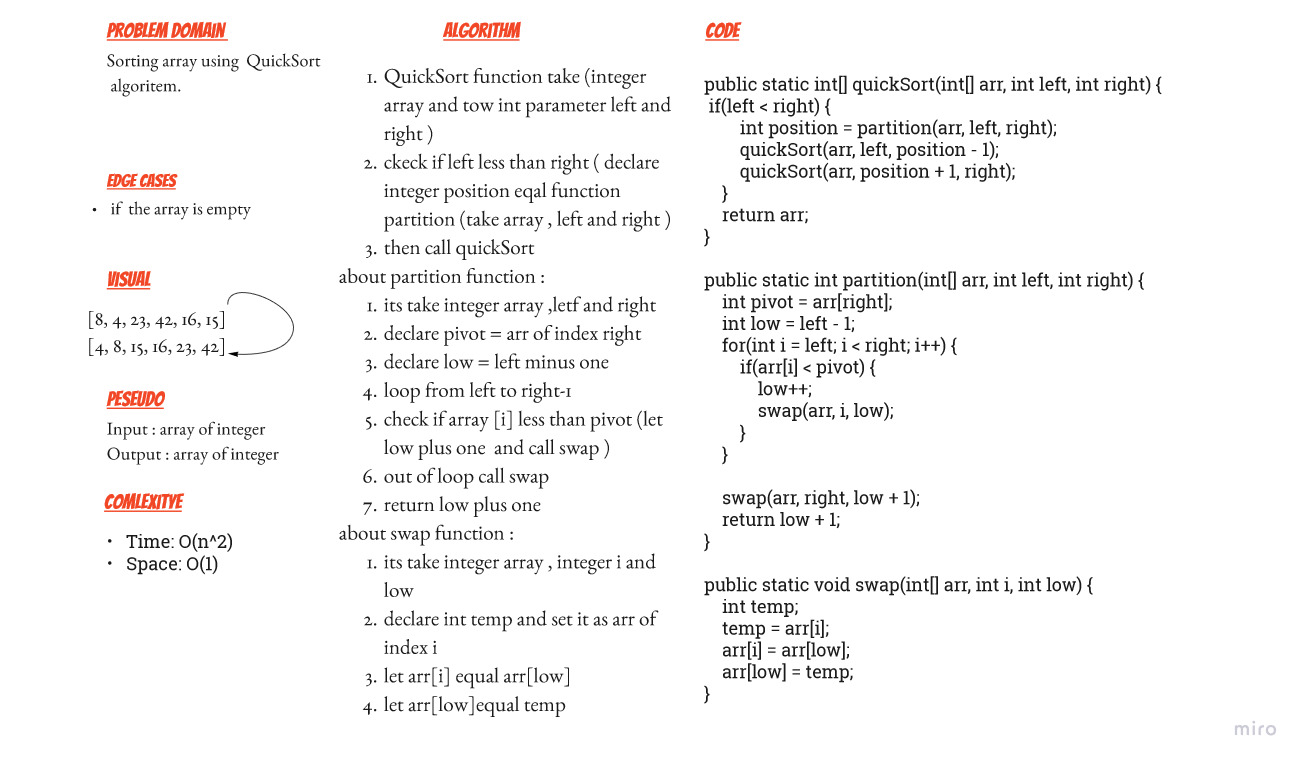 PROBLEM DOMAIN
Sorting array using QuickSort
algoritem.
EDGE CASES
• if the array is empty
VISUAL
[8, 4, 23, 42, 16, 15]
[4, 8, 15, 16, 23, 42]
PESEUDO
Input : array of integer
Output : array of integer
COMLEXITYE
• Time: O(n^2)
• Space: O(1)
ALGORITHM
1. QuickSort function take (integer
array and tow int parameter left and
right )
2. ckeck if left less than right ( declare
integer position eqal function
partition (take array , left and right )
3. then call quickSort
about partition function :
1. its take integer array ,letf and right
2. declare pivot = arr of index right
3. declare low = left minus one
4. loop from left to right-1
5. check if array [i] less than pivot (let
low plus one and call swap )
6. out of loop call swap
7. return low plus one
about swap function :
1. its take integer array , integer i and
low
2. declare int temp and set it as arr of
index i
3. let arr[i] equal arr[low]
4. let arr[low]equal temp
CODE
public static int[] quickSort(int[] arr, int left, int right) {
if(left < right) {
int position = partition(arr, left, right);
quickSort(arr, left, position - 1);
quickSort(arr, position + 1, right);
}
return arr;
}
public static int partition(int[] arr, int left, int right) {
int pivot = arr[right];
int low = left - 1;
for(int i = left; i < right; i++) {
if(arr[i] < pivot) {
low++;
swap(arr, i, low);
}
}
swap(arr, right, low + 1);
return low + 1;
}
public static void swap(int[] arr, int i, int low) {
int temp;
temp = arr[i];
arr[i] = arr[low];
arr[low] = temp;
}
miro